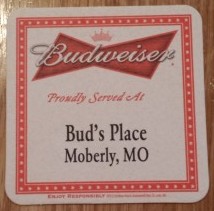 Budweiser
Proudly Served At
Bud's Place
Moberly, MO
ENJOY RESPONSIBLY